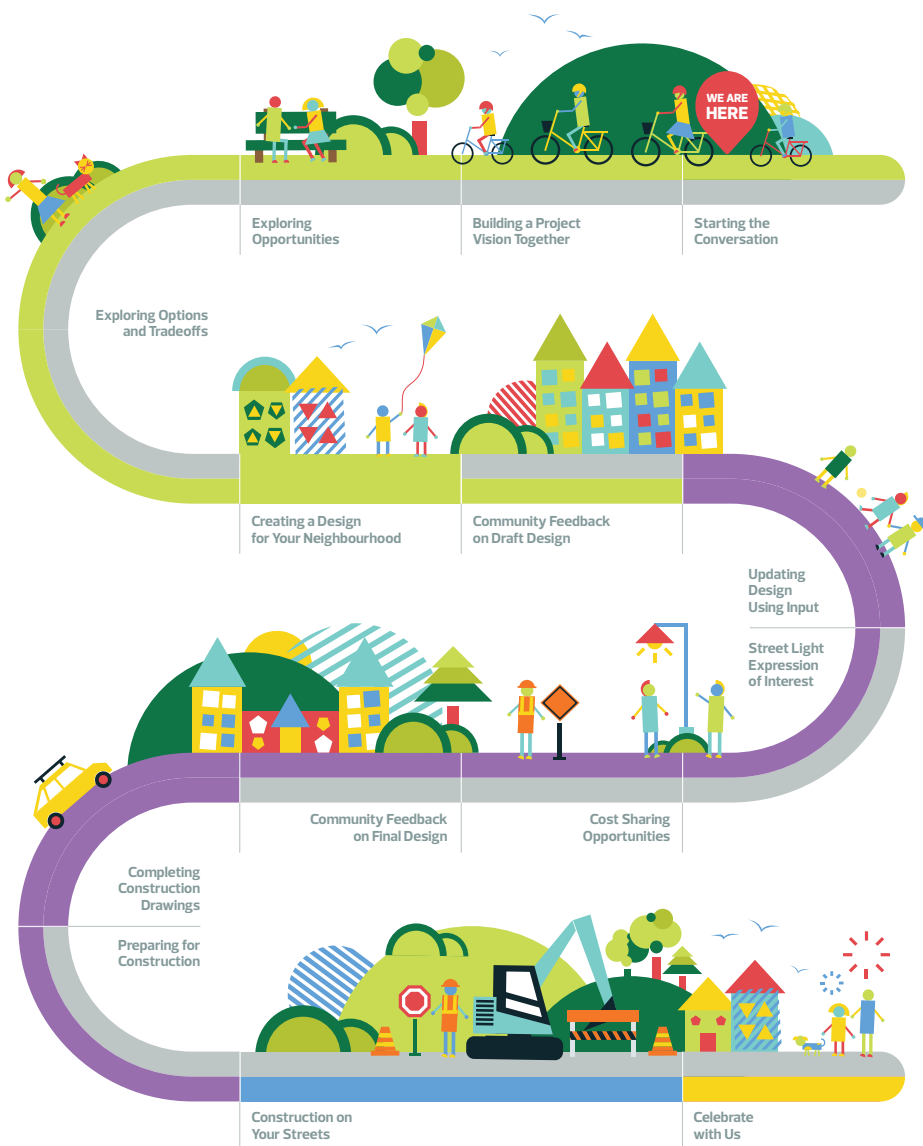 WE ARE
HERE
Exploring
Opportunities
Building a Project
Vision Together
Starting the
Conversation
Exploring Options
and Tradeoffs
Creating a Design
for Your Neighbourhood
Community Feedback
on Draft Design
Updating
Design
Using Input
Street Light
Expression
of Interest
Community Feedback
on Final Design
Cost Sharing
Opportunities
Completing
Construction
Drawings
Preparing for
Construction
Construction on
Your Streets
Celebrate
with Us